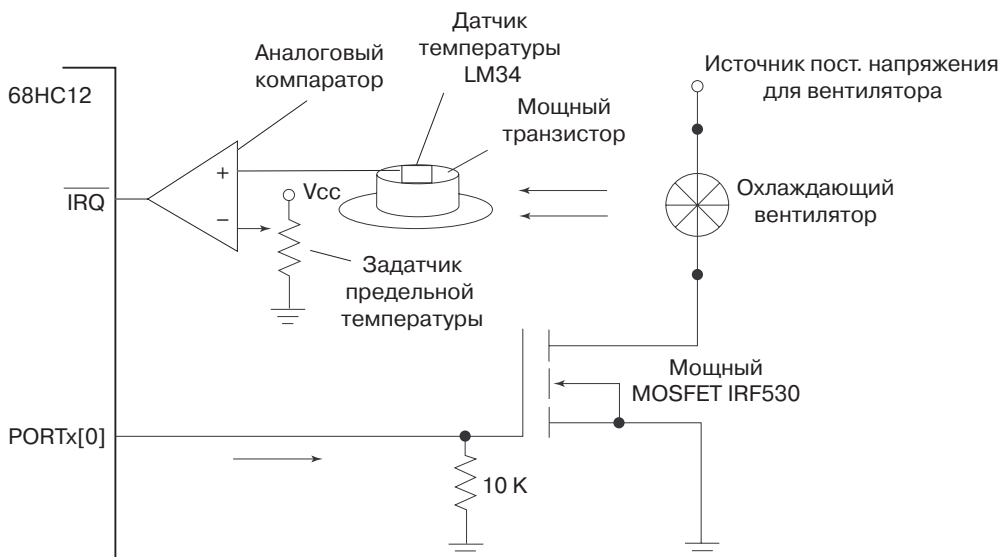 68HC12
Аналоговый
компаратор
Датчик
температуры
LM34
Мощный
транзистор
Источник пост. напряжения
для вентилятора
IRQ
+
–
Vcc
Охлаждающий
вентилятор
Задатчик
предельной
температуры
Мощный
MOSFET IRF530
PORTx[0]
10 K